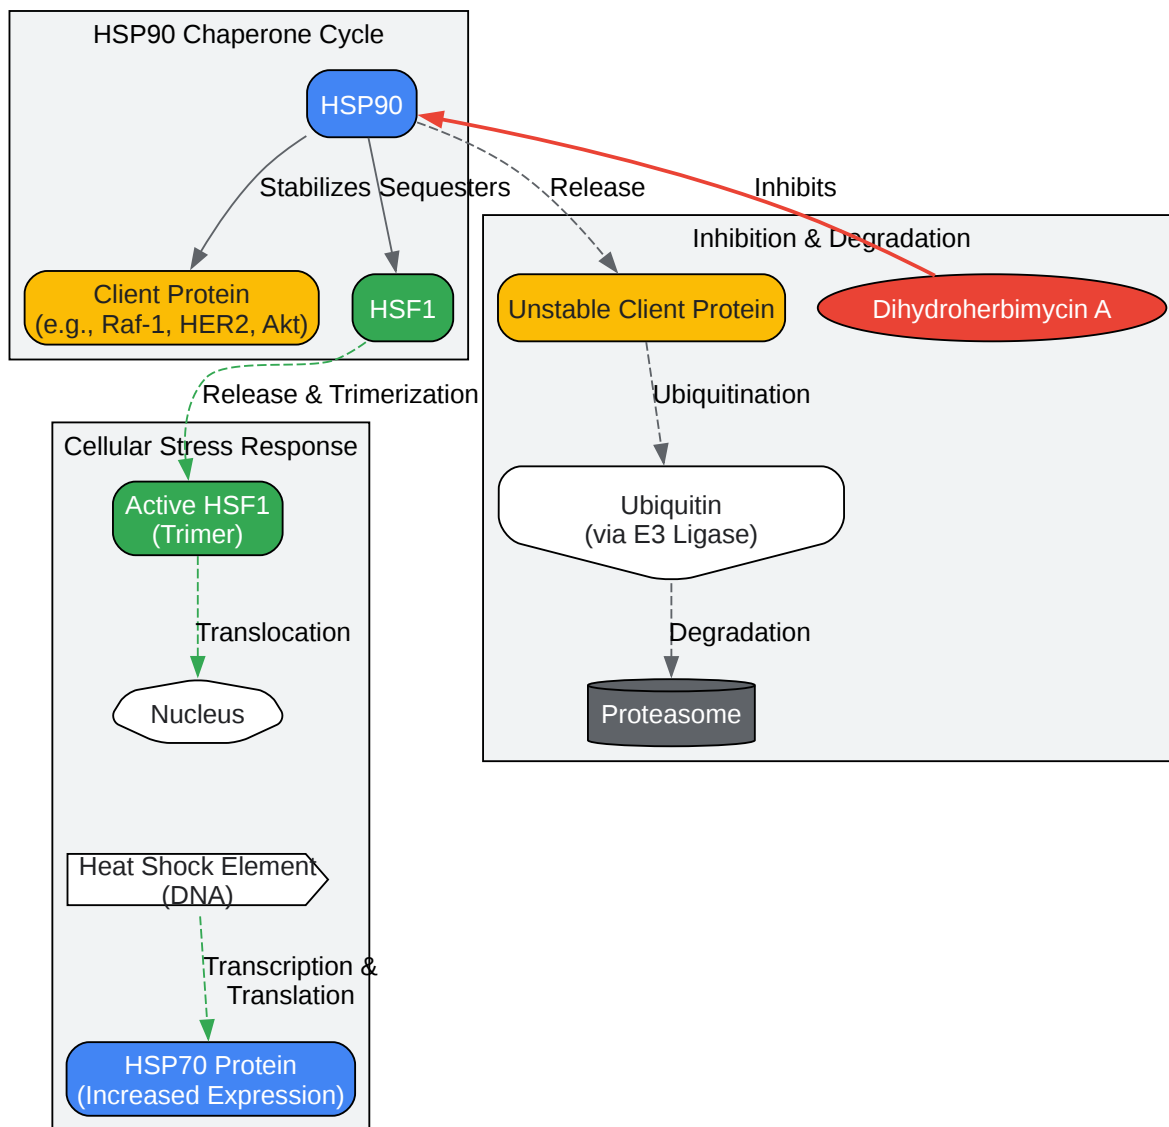 HSP90 Chaperone Cycle
HSP90
Stabilizes
Sequesters
Release
Inhibits
Inhibition & Degradation
Client Protein
(e.g., Raf-1, HER2, Akt)
HSF1
Unstable Client Protein
Dihydroherbimycin A
Release & Trimerization
Ubiquitination
Cellular Stress Response
Active HSF1
(Trimer)
Ubiquitin
(via E3 Ligase)
Translocation
Degradation
Nucleus
Proteasome
Heat Shock Element
(DNA)
Transcription &
Translation
HSP70 Protein
(Increased Expression)